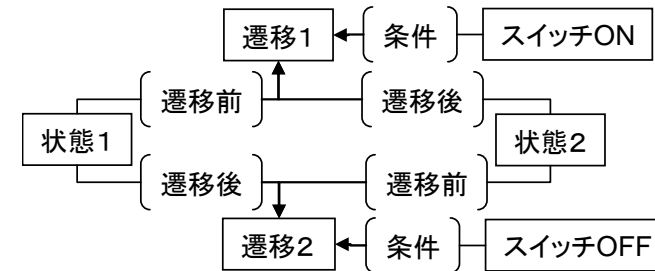 遷移1 条件 スイッチON
遷移前 遷移後
状態1 状態2
遷移後 遷移前
遷移2 条件 スイッチOFF